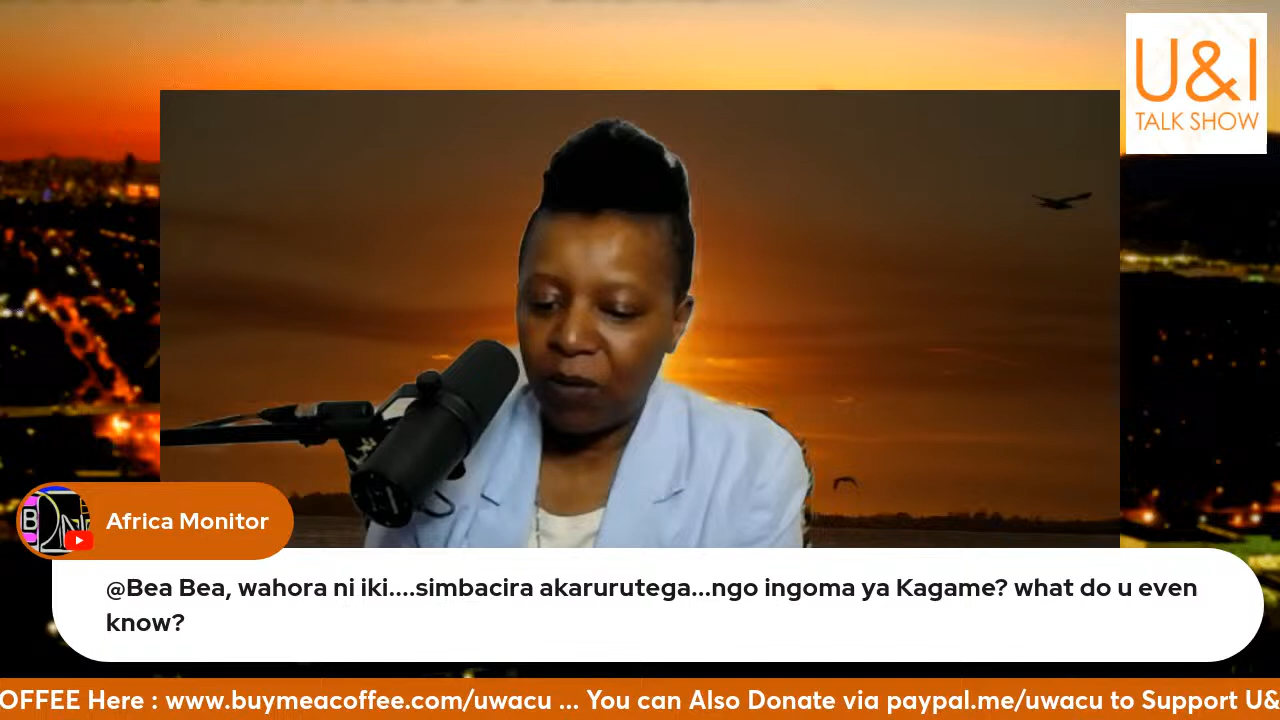 U&I
TALK SHOW
Africa Monitor
@Bea Bea, wahora ni iki....simbacira akarurutega...ngo ingoma ya Kagame? what do u even
know?
OFFEE Here : www.buymeacoffee.com/uwacu ... You can Also Donate via paypal.me/uwacu to Support U&